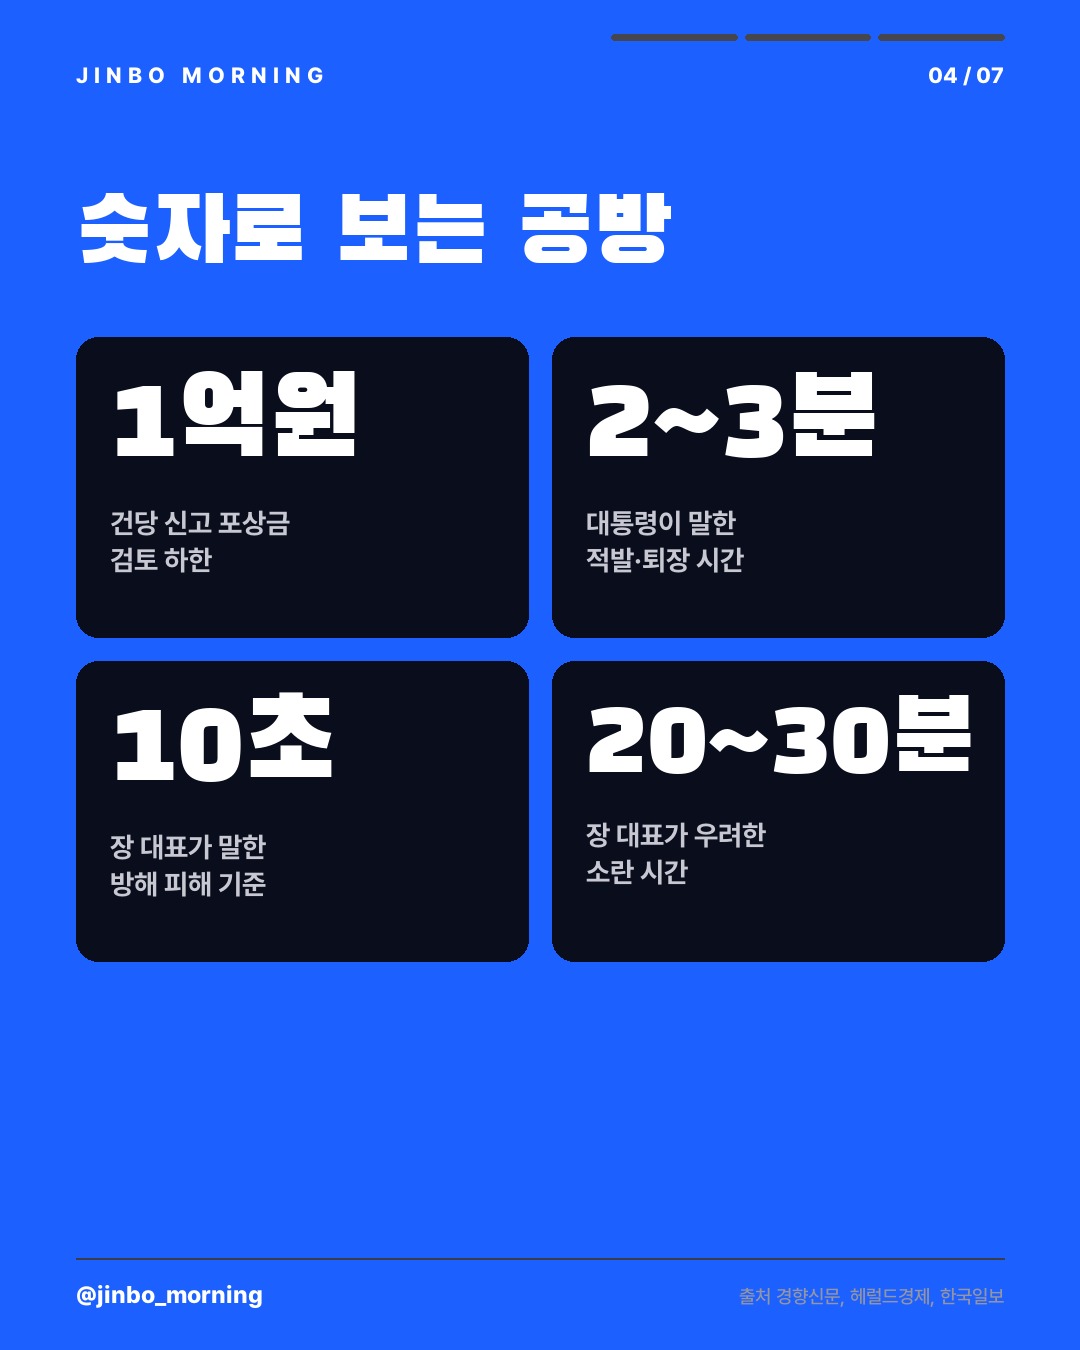 JINBO MORNING
04 / 07
숫자로 보는 공방
1억원
건당 신고 포상금
검토 하한
2~3분
대통령이 말한
적발·퇴장 시간
10초
장 대표가 말한
방해 피해 기준
20~30분
장 대표가 우려한
소란 시간
@jinbo_morning
출처 경향신문, 헤럴드경제, 한국일보